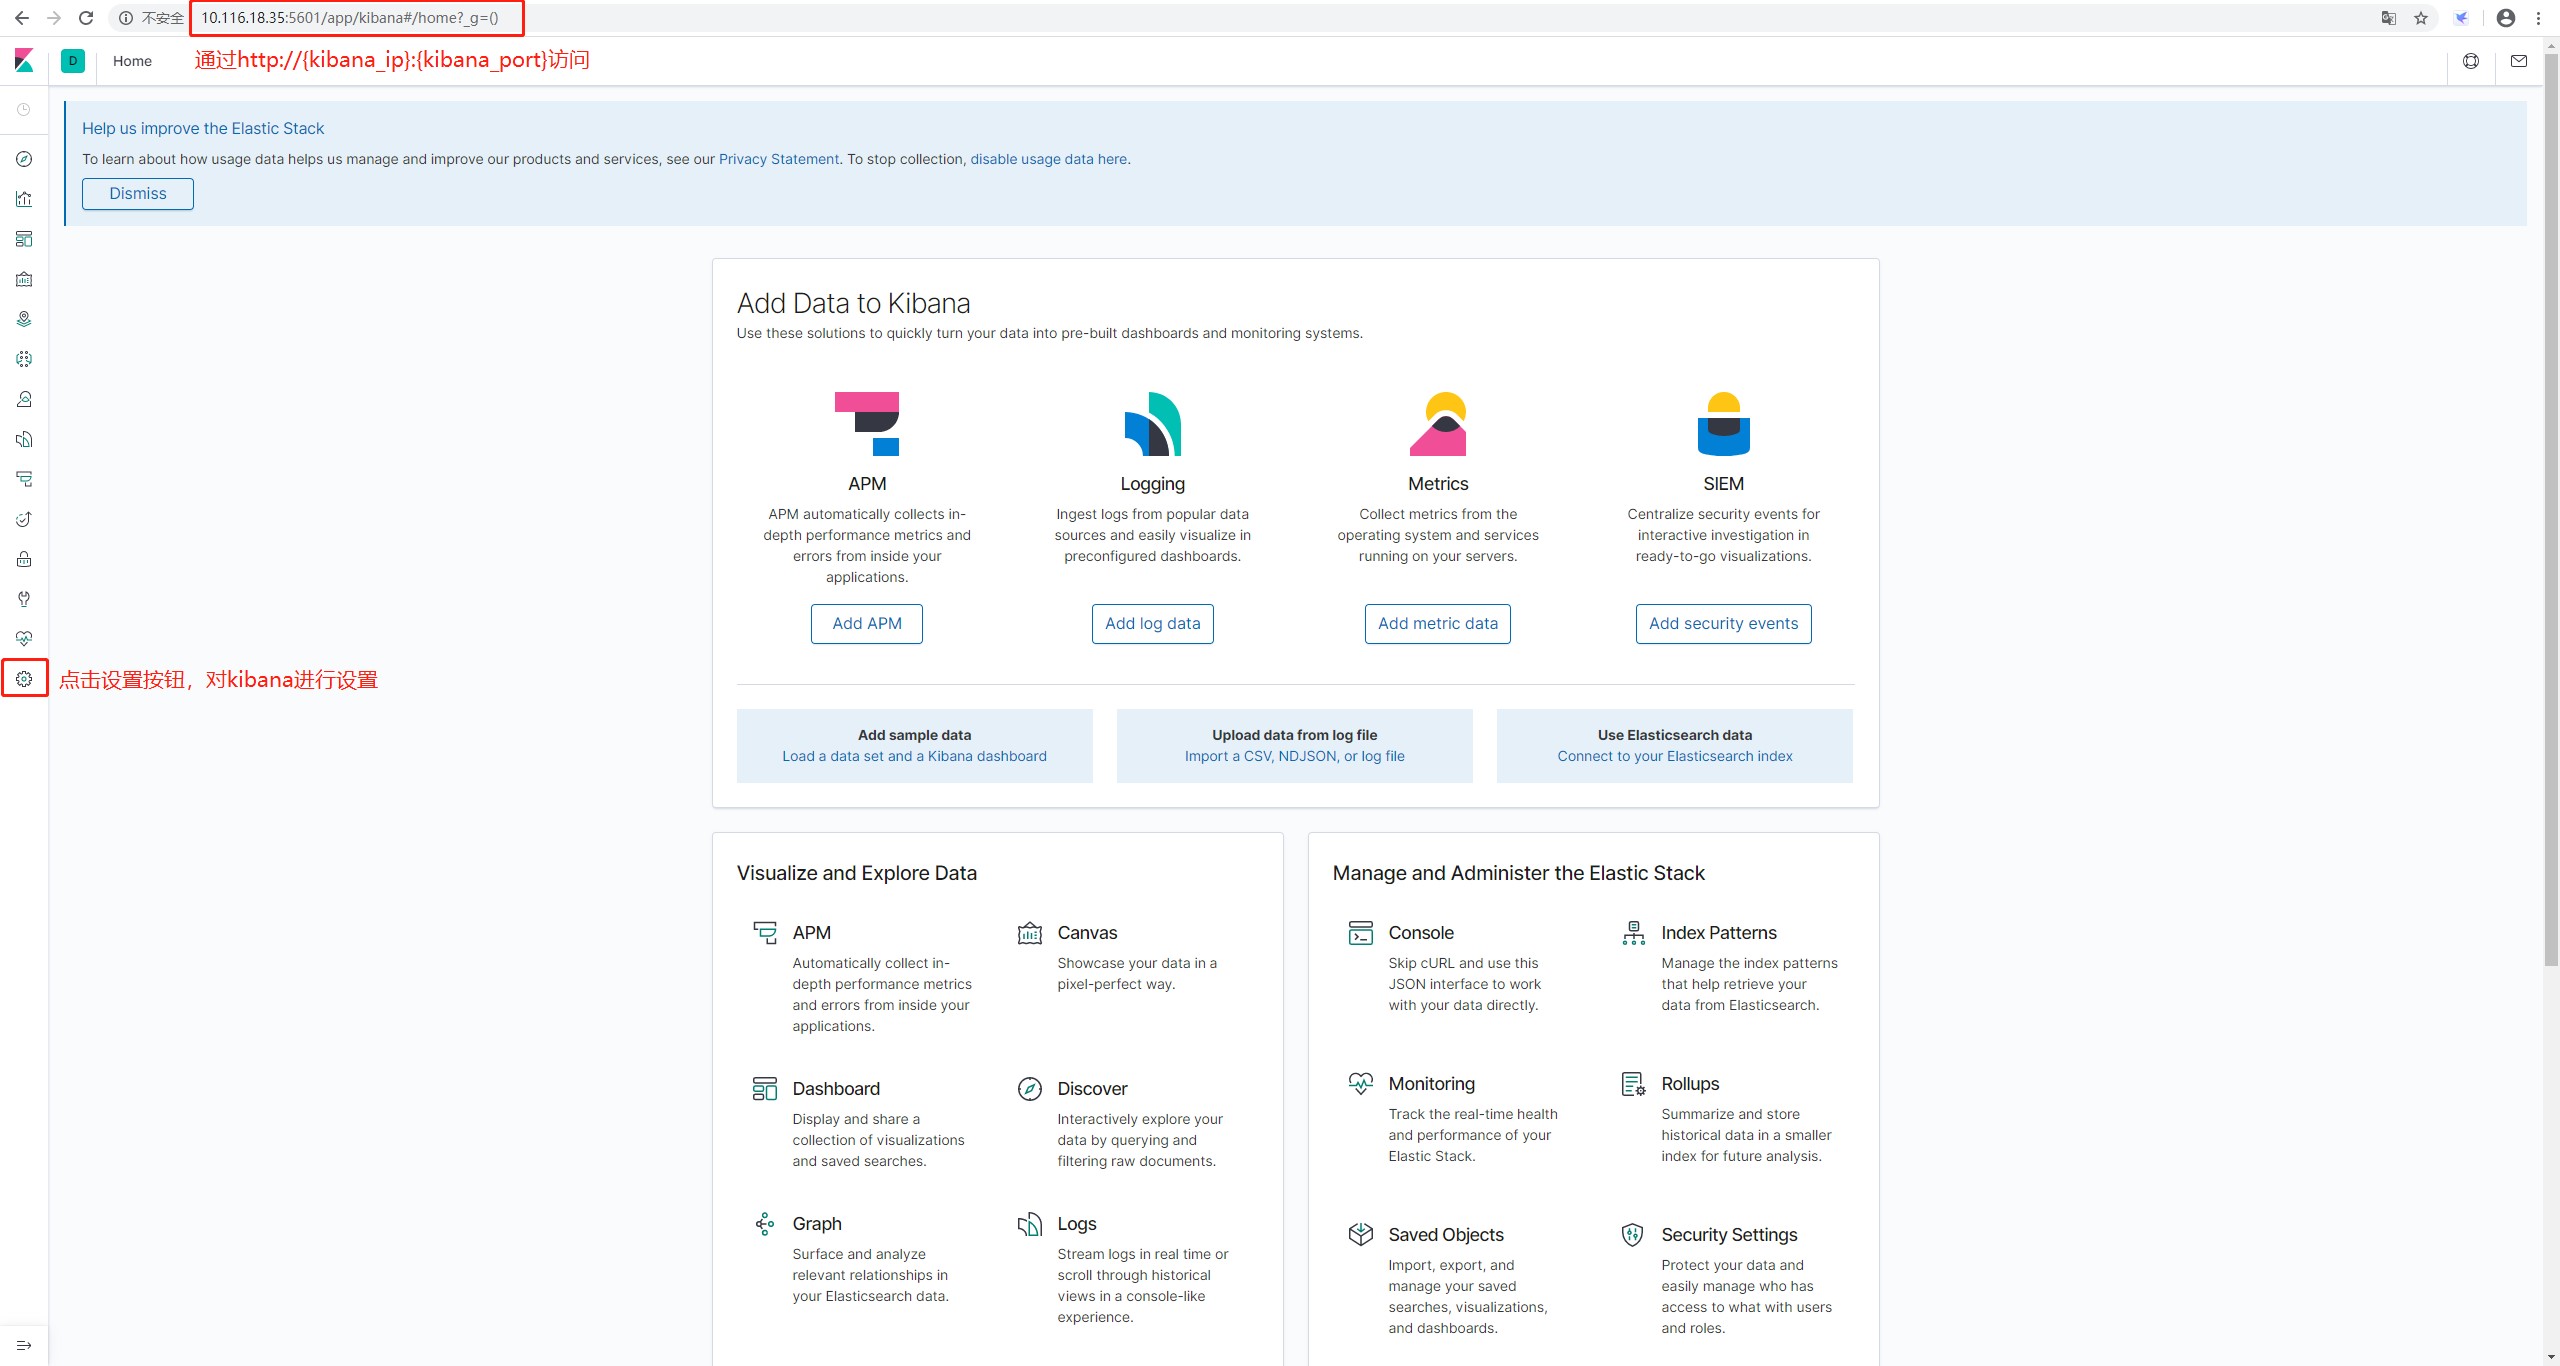 不安全
10.116.18.35:5601/app/kibana#/home?_g=()
D
Home
通过http://{kibana_ip}:{kibana_port}访问
Help us improve the Elastic Stack
To learn about how usage data helps us manage and improve our products and services, see our Privacy Statement. To stop collection, disable usage data here.
Dismiss
Add Data to Kibana
Use these solutions to quickly turn your data into pre-built dashboards and monitoring systems.
APM
APM automatically collects in-
depth performance metrics and
errors from inside your
applications.
Add APM
Logging
Ingest logs from popular data
sources and easily visualize in
preconfigured dashboards.
Add log data
Metrics
Collect metrics from the
operating system and services
running on your servers.
Add metric data
SIEM
Centralize security events for
interactive investigation in
ready-to-go visualizations.
Add security events
点击设置按钮，对kibana进行设置
Add sample data
Load a data set and a Kibana dashboard
Upload data from log file
Import a CSV, NDJSON, or log file
Use Elasticsearch data
Connect to your Elasticsearch index
Visualize and Explore Data
APM
Automatically collect in-
depth performance metrics
and errors from inside your
applications.
Canvas
Showcase your data in a
pixel-perfect way.
Dashboard
Display and share a
collection of visualizations
and saved searches.
Discover
Interactively explore your
data by querying and
filtering raw documents.
Graph
Surface and analyze
relevant relationships in
your Elasticsearch data.
Logs
Stream logs in real time or
scroll through historical
views in a console-like
experience.
Manage and Administer the Elastic Stack
Console
Skip cURL and use this
JSON interface to work
with your data directly.
Index Patterns
Manage the index patterns
that help retrieve your
data from Elasticsearch.
Monitoring
Track the real-time health
and performance of your
Elastic Stack.
Rollups
Summarize and store
historical data in a smaller
index for future analysis.
Saved Objects
Import, export, and
manage your saved
searches, visualizations,
and dashboards.
Security Settings
Protect your data and
easily manage who has
access to what with users
and roles.